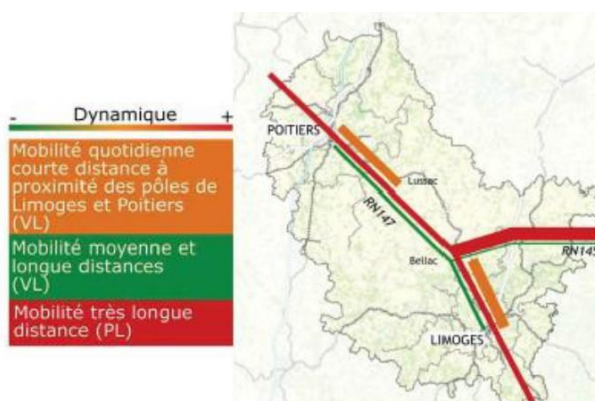 - Dynamique +
Mobilité quotidienne
courte distance à
proximité des pôles de
Limoges et Poitiers
(VL)
Mobilité moyenne et
longue distances
(VL)
Mobilité très longue
distance (PL)
POITIERS
Lussac
RN147
Bellac
RN145
LIMOGES